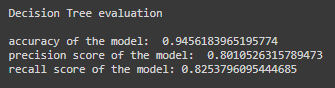 Decision Tree evaluation
accuracy of the model:  0.9456183965195774
precision score of the model:  0.8010526315789473
recall score of the model: 0.8253796095444685